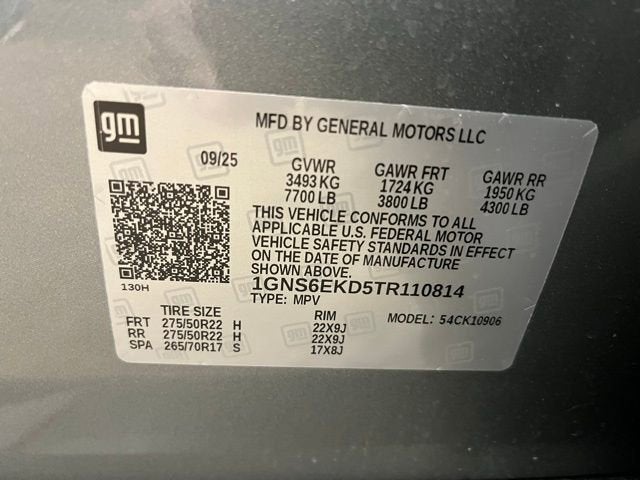 gm
MFD BY GENERAL MOTORS LLC
09/25 GVWR GAWR FRT GAWR RR
3493 KG 1724 KG 1950 KG
7700 LB 3800 LB 4300 LB
THIS VEHICLE CONFORMS TO ALL
APPLICABLE U.S. FEDERAL MOTOR
VEHICLE SAFETY STANDARDS IN EFFECT
ON THE DATE OF MANUFACTURE
SHOWN ABOVE.
130H 1GNS6EKD5TR110814
TYPE: MPV
TIRE SIZE RIM MODEL: 54CK10906
FRT 275/50R22 H 22X9J
RR 275/50R22 H 22X9J
SPA 265/70R17 S 17X8J